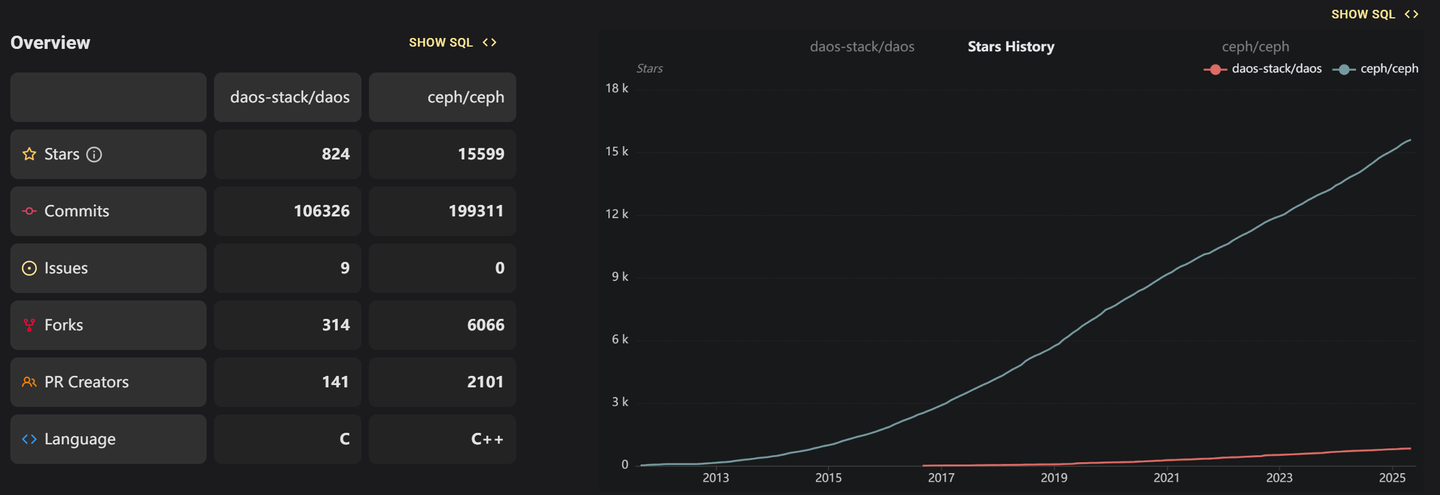 Overview
SHOW SQL <>
daos-stack/daos ceph/ceph
Stars 824 15599
Commits 106326 199311
Issues 9 0
Forks 314 6066
PR Creators 141 2101
Language C C++
SHOW SQL <>
daos-stack/daos Stars History ceph/ceph
Stars
daos-stack/daos ceph/ceph
18 k
15 k
12 k
9 k
6 k
3 k
0
2013 2015 2017 2019 2021 2023 2025